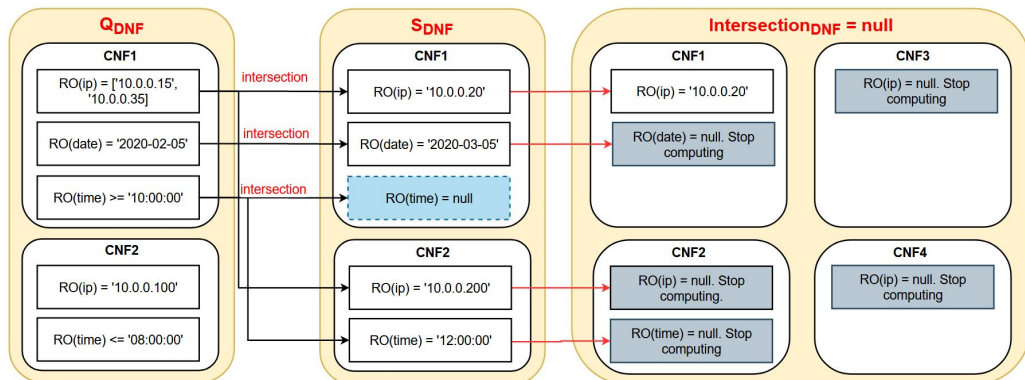 Q_DNF
CNF1
RO(ip) = ['10.0.0.15',
'10.0.0.35]
RO(date) = '2020-02-05'
RO(time) >= '10:00:00'
CNF2
RO(ip) = '10.0.0.100'
RO(time) <= '08:00:00'
intersection
intersection
intersection
S_DNF
CNF1
RO(ip) = '10.0.0.20'
RO(date) = '2020-03-05'
RO(time) = null
CNF2
RO(ip) = '10.0.0.200'
RO(time) = '12:00:00'
Intersection_DNF = null
CNF1
RO(ip) = '10.0.0.20'
RO(date) = null. Stop
computing
CNF2
RO(ip) = null. Stop
computing.
RO(time) = null. Stop
computing
CNF3
RO(ip) = null. Stop
computing
CNF4
RO(ip) = null. Stop
computing